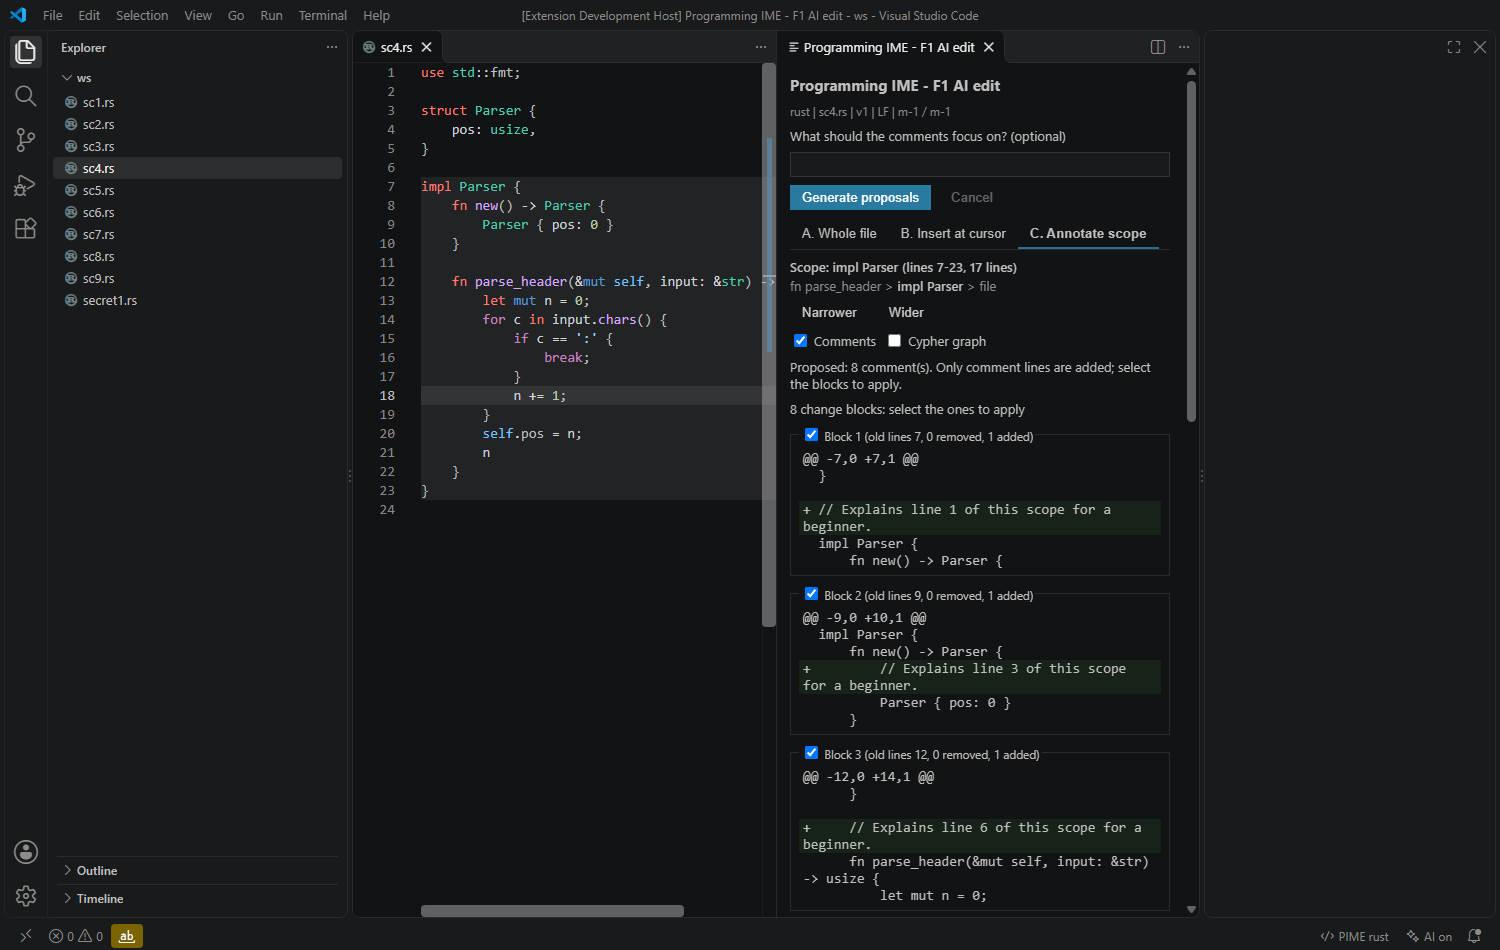 File Edit Selection View Go Run Terminal Help
[Extension Development Host] Programming IME - F1 AI edit - ws - Visual Studio Code
Explorer
ws
sc1.rs
sc2.rs
sc3.rs
sc4.rs
sc5.rs
sc6.rs
sc7.rs
sc8.rs
sc9.rs
secret1.rs
Outline
Timeline
sc4.rs
1 use std::fmt;
2
3 struct Parser {
4     pos: usize,
5 }
6
7 impl Parser {
8     fn new() -> Parser {
9         Parser { pos: 0 }
10     }
11
12     fn parse_header(&mut self, input: &str) ->
13         let mut n = 0;
14         for c in input.chars() {
15             if c == ':' {
16                 break;
17             }
18             n += 1;
19         }
20         self.pos = n;
21         n
22     }
23 }
24
Programming IME - F1 AI edit
Programming IME - F1 AI edit
rust | sc4.rs | v1 | LF | m-1 / m-1
What should the comments focus on? (optional)
Generate proposals Cancel
A. Whole file B. Insert at cursor C. Annotate scope
Scope: impl Parser (lines 7-23, 17 lines)
fn parse_header > impl Parser > file
Narrower Wider
Comments Cypher graph
Proposed: 8 comment(s). Only comment lines are added; select
the blocks to apply.
8 change blocks: select the ones to apply
Block 1 (old lines 7, 0 removed, 1 added)
@@ -7,0 +7,1 @@
  }
+ // Explains line 1 of this scope for a
beginner.
  impl Parser {
      fn new() -> Parser {
Block 2 (old lines 9, 0 removed, 1 added)
@@ -9,0 +10,1 @@
  impl Parser {
      fn new() -> Parser {
+         // Explains line 3 of this scope
for a beginner.
          Parser { pos: 0 }
      }
Block 3 (old lines 12, 0 removed, 1 added)
@@ -12,0 +14,1 @@
      }
+     // Explains line 6 of this scope for a
beginner.
      fn parse_header(&mut self, input: &str)
-> usize {
          let mut n = 0;
0 0 ab
PIME rust AI on